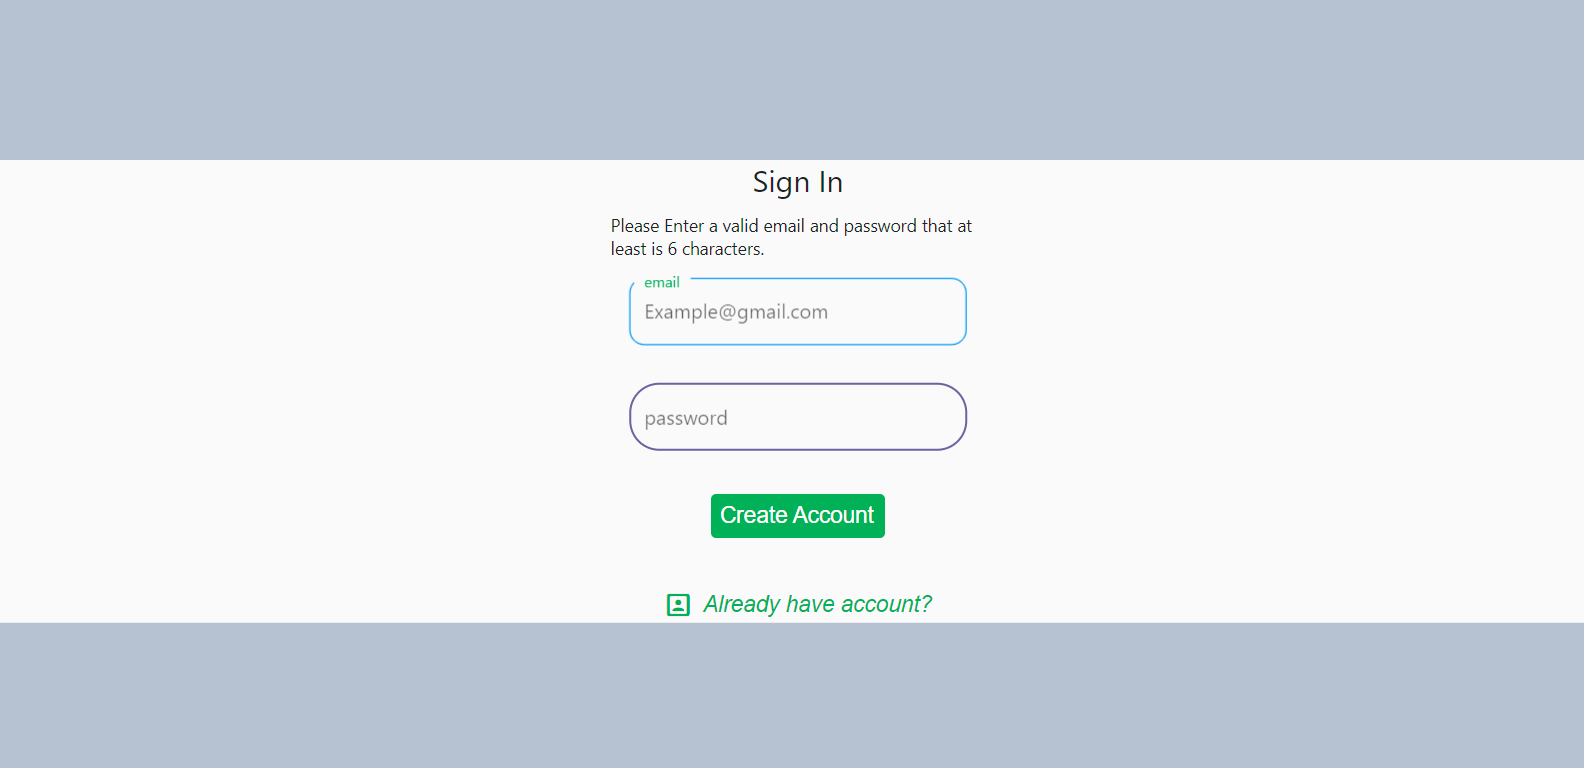 Sign In
Please Enter a valid email and password that at
least is 6 characters.
email
Example@gmail.com
password
Create Account
Already have account?